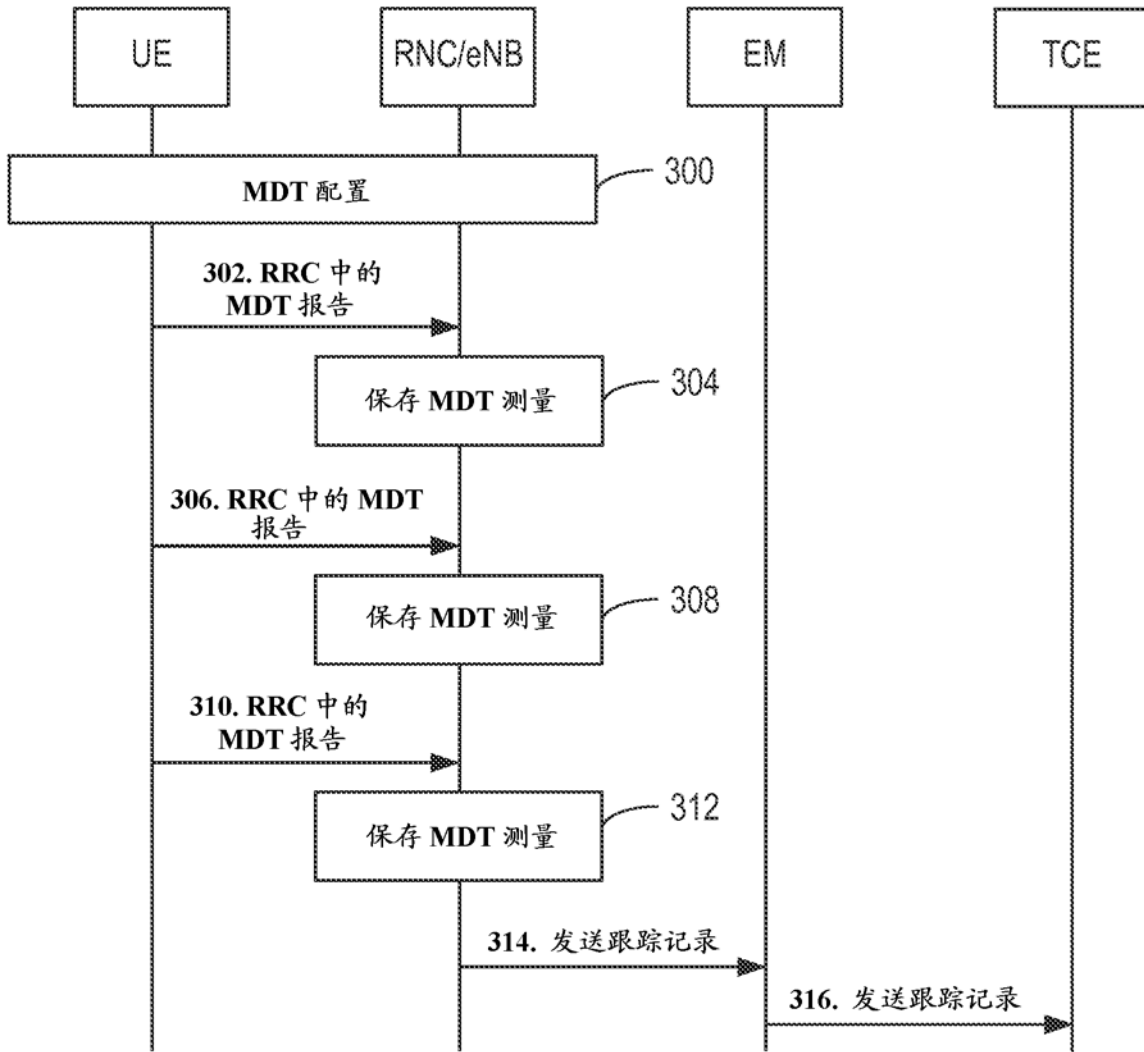 UE RNC/eNB EM TCE
MDT 配置
300
302. RRC 中的
MDT 报告
保存 MDT 测量
304
306. RRC 中的 MDT
报告
保存 MDT 测量
308
310. RRC 中的
MDT 报告
保存 MDT 测量
312
314. 发送跟踪记录
316. 发送跟踪记录